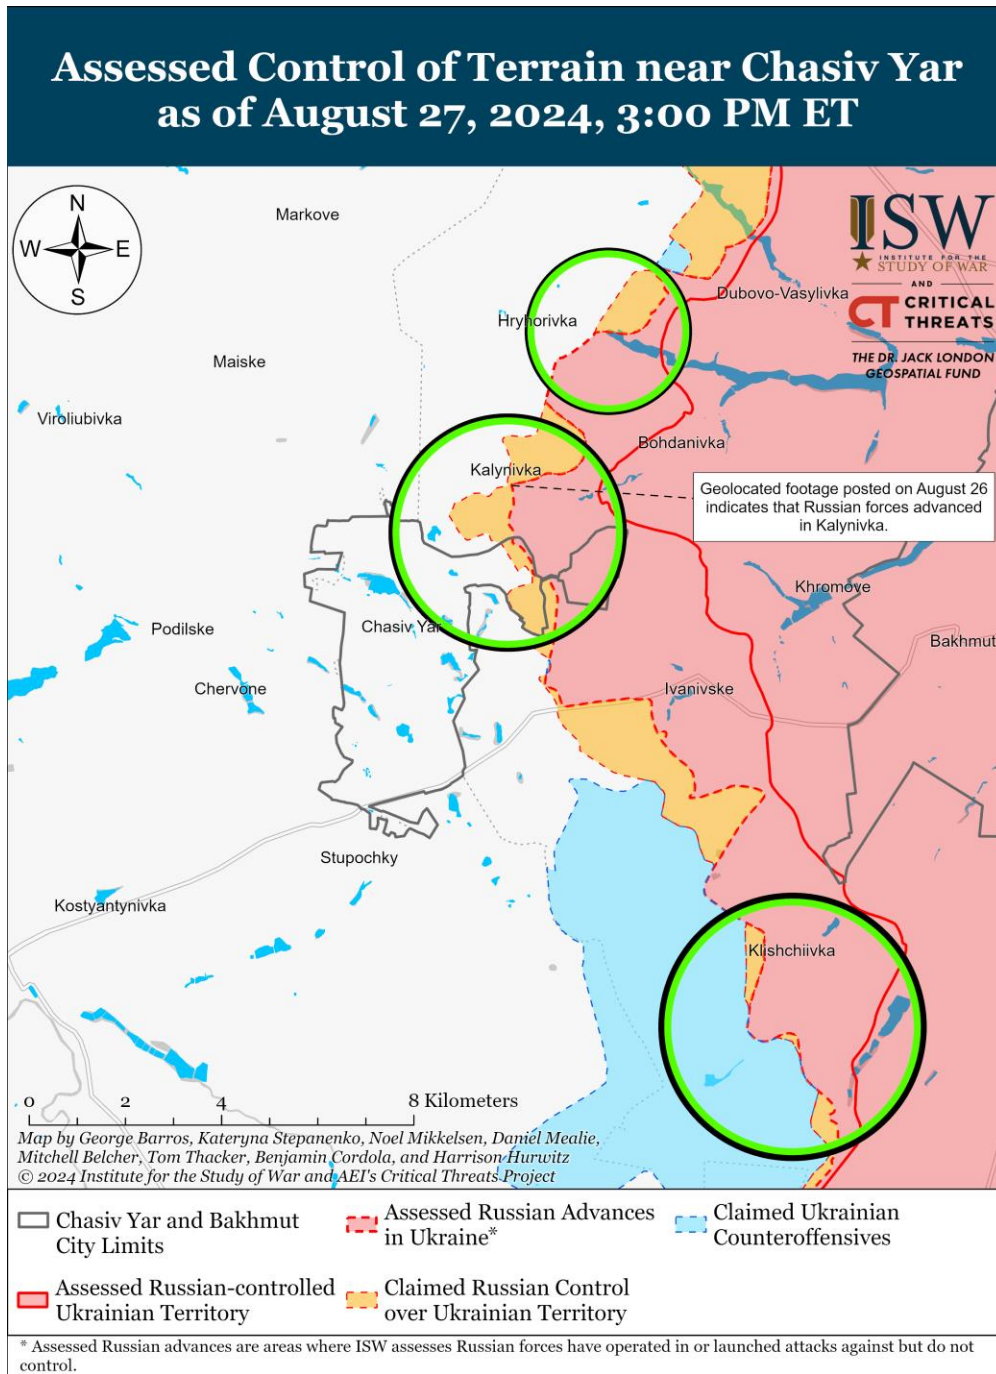 Assessed Control of Terrain near Chasiv Yar
as of August 27, 2024, 3:00 PM ET
N
W
E
S
Markove
ISW
INSTITUTE FOR THE
STUDY OF WAR
AND
CT CRITICAL
THREATS
THE DR. JACK LONDON
GEOSPATIAL FUND
Dubovo-Vasylivka
Hryhorivka
Maiske
Viroliubivka
Bohdanivka
Kalynivka
Geolocated footage posted on August 26
indicates that Russian forces advanced
in Kalynivka.
Khromove
Podilske
Chasiv Yar
Bakhmut
Chervone
Ivanivske
Stupochky
Kostyantynivka
Klishchiivka
0 2 4 8 Kilometers
Map by George Barros, Kateryna Stepanenko, Noel Mikkelsen, Daniel Mealie,
Mitchell Belcher, Tom Thacker, Benjamin Cordola, and Harrison Hurwitz
© 2024 Institute for the Study of War and AEI's Critical Threats Project
Chasiv Yar and Bakhmut
City Limits
Assessed Russian Advances
in Ukraine*
Claimed Ukrainian
Counteroffensives
Assessed Russian-controlled
Ukrainian Territory
Claimed Russian Control
over Ukrainian Territory
* Assessed Russian advances are areas where ISW assesses Russian forces have operated in or launched attacks against but do not
control.